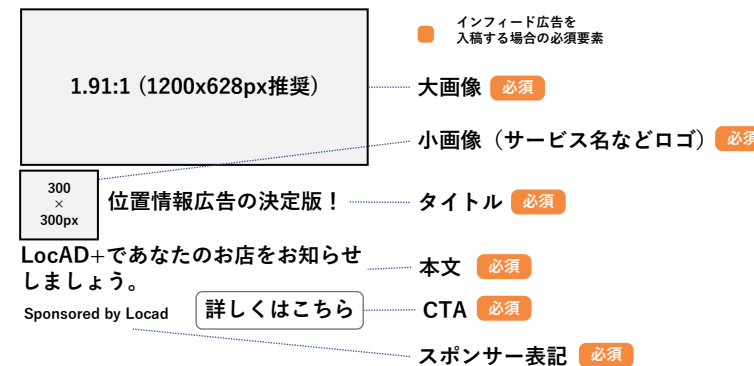 インフィード広告を
入稿する場合の必須要素
1.91:1 (1200x628px推奨)
大画像 必須
小画像（サービス名などロゴ） 必須
300
×
300px
位置情報広告の決定版！
タイトル 必須
LocAD+であなたのお店をお知らせ
しましょう。
本文 必須
Sponsored by Locad
詳しくはこちら
CTA 必須
スポンサー表記 必須